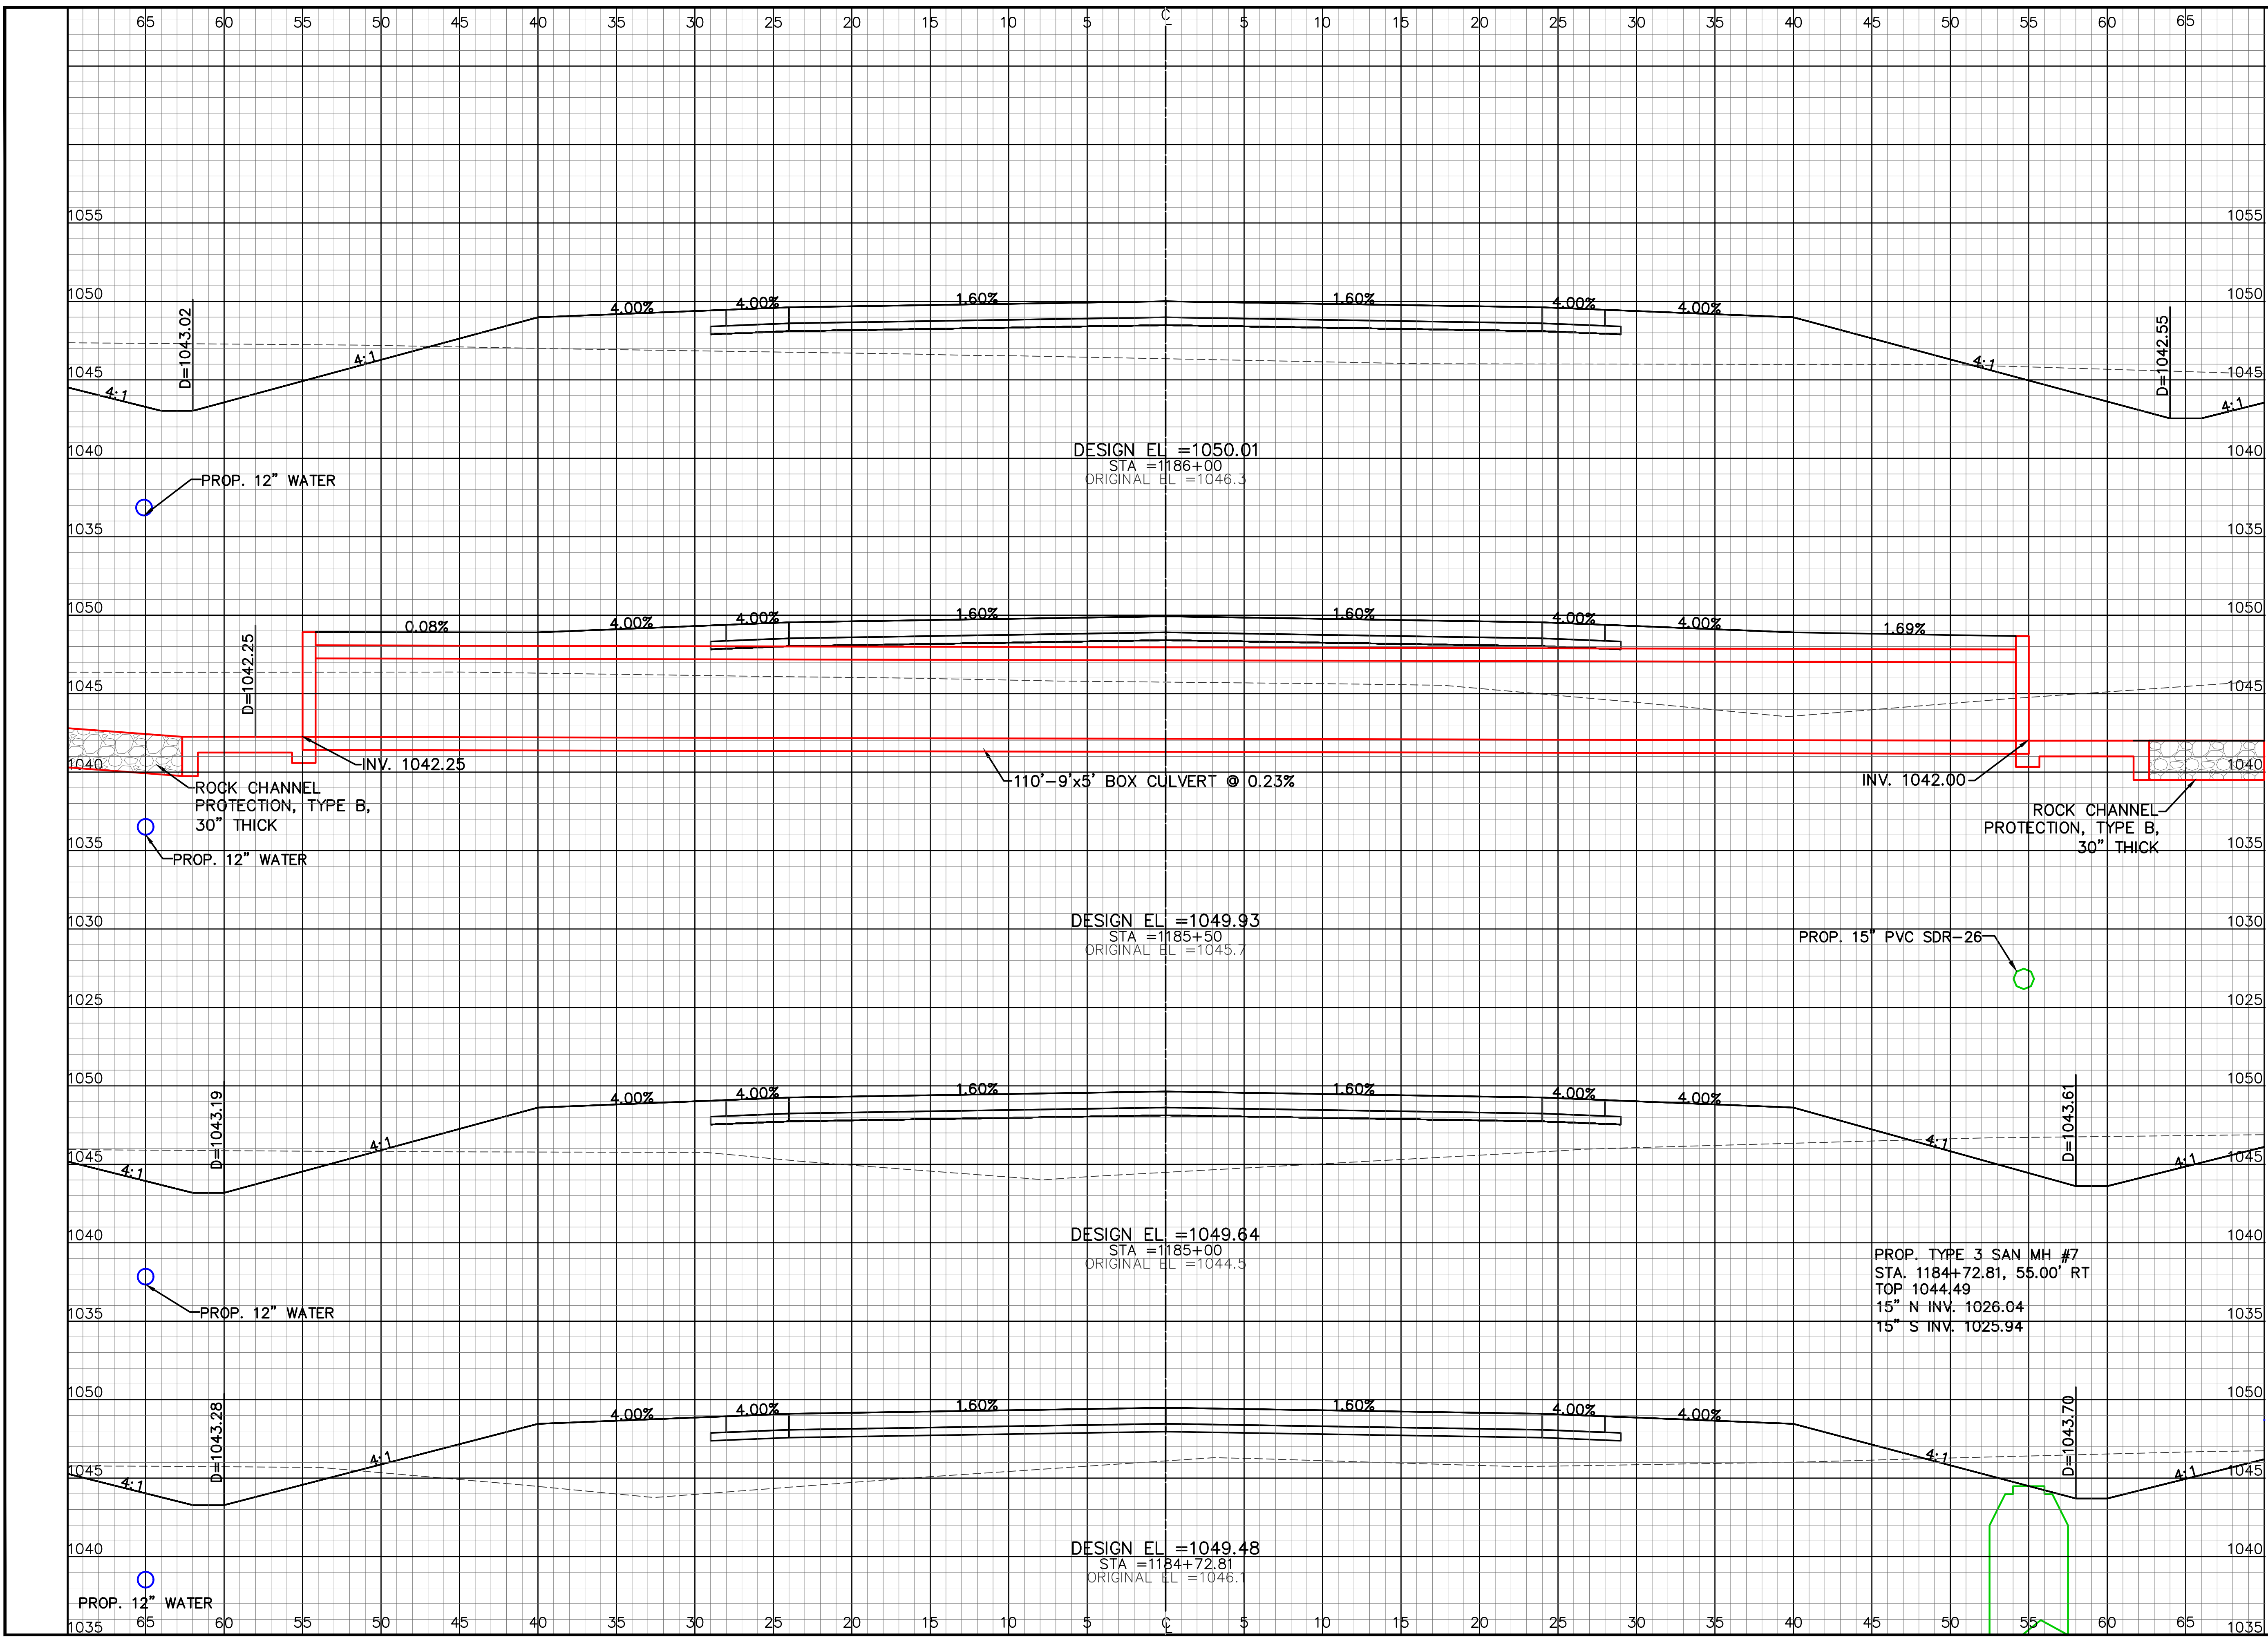 65 60 55 50 45 40 35 30 25 20 15 10 5 ℄ 5 10 15 20 25 30 35 40 45 50 55 60 65
1055 1055
1050 1050
D=1043.02
4:1
4:1
4.00%
4.00%
1.60%
1.60%
4.00%
4.00%
4:1
D=1042.55
4:1
1045 1045
1040 1040
DESIGN EL =1050.01
STA =1186+00
ORIGINAL EL =1046.3
PROP. 12" WATER
1035 1035
1050 1050
D=1042.25
0.08%
4.00%
4.00%
1.60%
1.60%
4.00%
4.00%
1.69%
1045 1045
1040 1040
INV. 1042.25
110'-9'x5' BOX CULVERT @ 0.23%
INV. 1042.00
ROCK CHANNEL
PROTECTION, TYPE B,
30" THICK
ROCK CHANNEL
PROTECTION, TYPE B,
30" THICK
1035 1035
PROP. 12" WATER
1030 1030
DESIGN EL =1049.93
STA =1185+50
ORIGINAL EL =1045.7
PROP. 15" PVC SDR-26
1025 1025
1050 1050
D=1043.19
4:1
4:1
4.00%
4.00%
1.60%
1.60%
4.00%
4.00%
4:1
D=1043.61
4:1
1045 1045
1040 1040
DESIGN EL =1049.64
STA =1185+00
ORIGINAL EL =1044.5
PROP. TYPE 3 SAN MH #7
STA. 1184+72.81, 55.00' RT
TOP 1044.49
15" N INV. 1026.04
15" S INV. 1025.94
PROP. 12" WATER
1035 1035
1050 1050
D=1043.28
4:1
4:1
4.00%
4.00%
1.60%
1.60%
4.00%
4.00%
4:1
D=1043.70
4:1
1045 1045
1040 1040
DESIGN EL =1049.48
STA =1184+72.81
ORIGINAL EL =1046.1
PROP. 12" WATER
1035 1035
65 60 55 50 45 40 35 30 25 20 15 10 5 ℄ 5 10 15 20 25 30 35 40 45 50 55 60 65